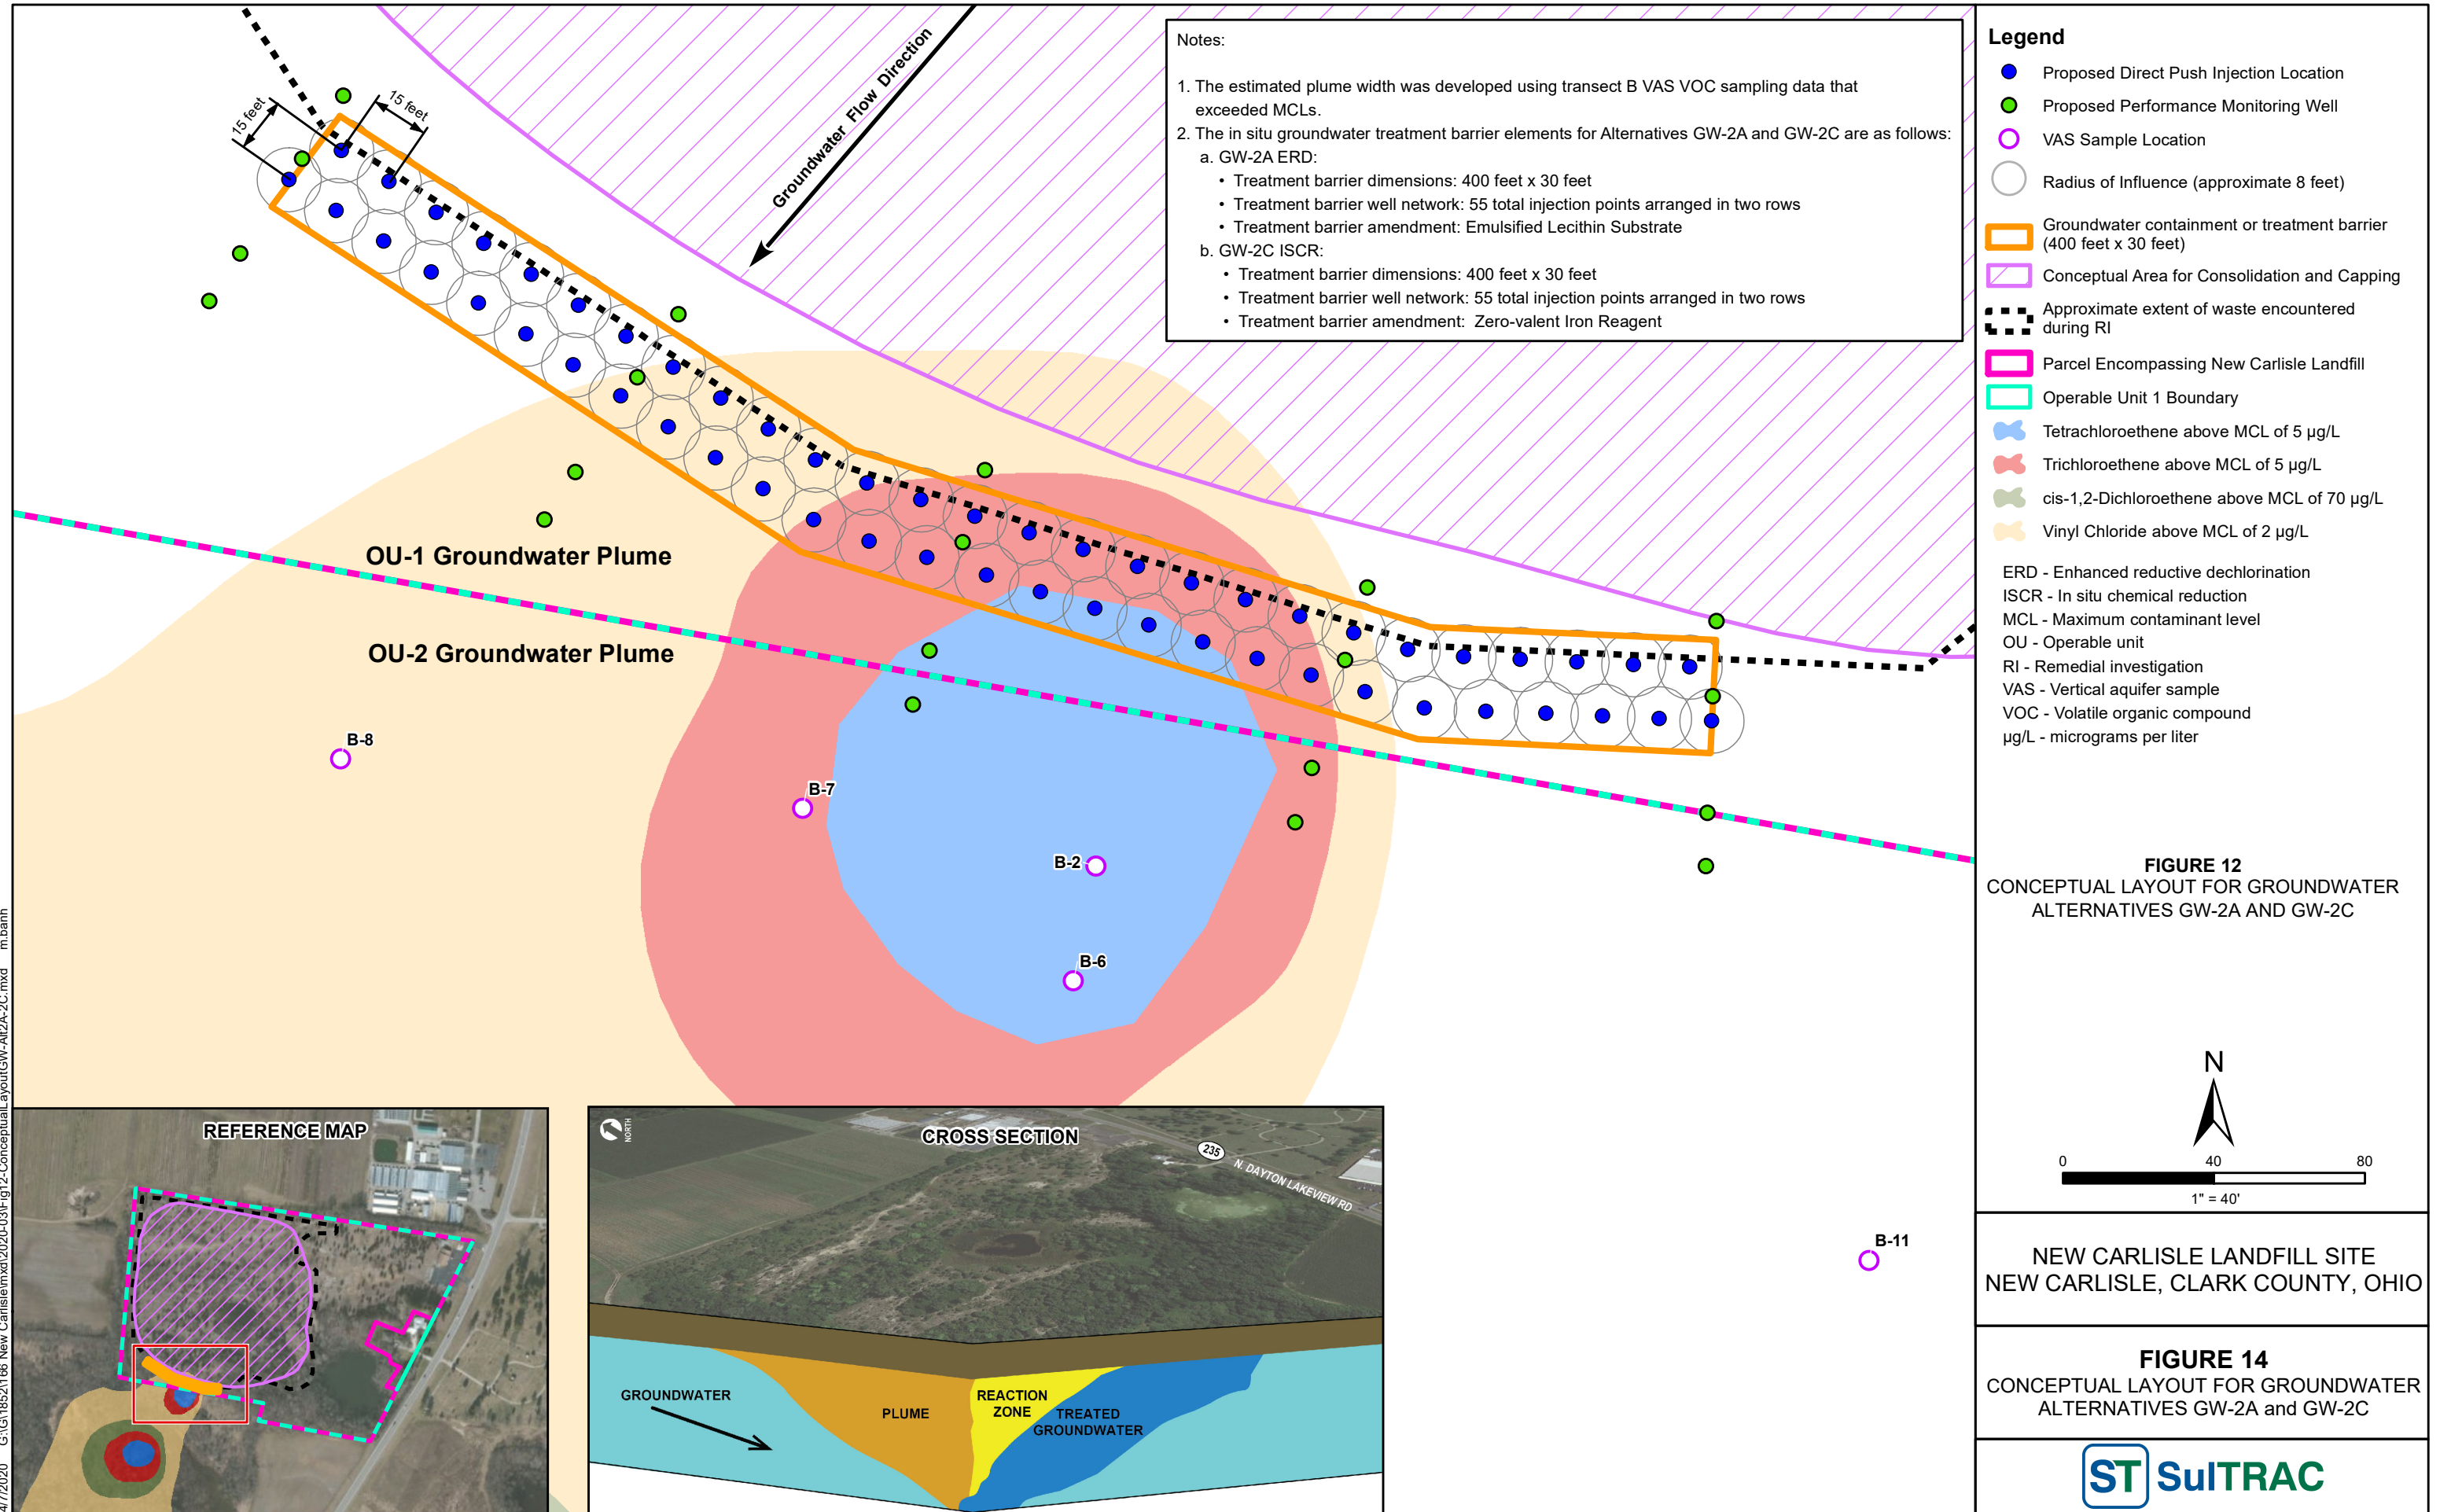 15 feet
15 feet
Groundwater Flow Direction
Notes:
1. The estimated plume width was developed using transect B VAS VOC sampling data that
exceeded MCLs.
2. The in situ groundwater treatment barrier elements for Alternatives GW-2A and GW-2C are as follows:
a. GW-2A ERD:
• Treatment barrier dimensions: 400 feet x 30 feet
• Treatment barrier well network: 55 total injection points arranged in two rows
• Treatment barrier amendment: Emulsified Lecithin Substrate
b. GW-2C ISCR:
• Treatment barrier dimensions: 400 feet x 30 feet
• Treatment barrier well network: 55 total injection points arranged in two rows
• Treatment barrier amendment: Zero-valent Iron Reagent
OU-1 Groundwater Plume
OU-2 Groundwater Plume
B-8
B-7
B-2
B-6
B-11
REFERENCE MAP
CROSS SECTION
NORTH
235
N. DAYTON LAKEVIEW RD
GROUNDWATER
PLUME
REACTION
ZONE
TREATED
GROUNDWATER
Legend
Proposed Direct Push Injection Location
Proposed Performance Monitoring Well
VAS Sample Location
Radius of Influence (approximate 8 feet)
Groundwater containment or treatment barrier
(400 feet x 30 feet)
Conceptual Area for Consolidation and Capping
Approximate extent of waste encountered
during RI
Parcel Encompassing New Carlisle Landfill
Operable Unit 1 Boundary
Tetrachloroethene above MCL of 5 µg/L
Trichloroethene above MCL of 5 µg/L
cis-1,2-Dichloroethene above MCL of 70 µg/L
Vinyl Chloride above MCL of 2 µg/L
ERD - Enhanced reductive dechlorination
ISCR - In situ chemical reduction
MCL - Maximum contaminant level
OU - Operable unit
RI - Remedial investigation
VAS - Vertical aquifer sample
VOC - Volatile organic compound
µg/L - micrograms per liter
FIGURE 12
CONCEPTUAL LAYOUT FOR GROUNDWATER
ALTERNATIVES GW-2A AND GW-2C
N
0 40 80
1" = 40'
NEW CARLISLE LANDFILL SITE
NEW CARLISLE, CLARK COUNTY, OHIO
FIGURE 14
CONCEPTUAL LAYOUT FOR GROUNDWATER
ALTERNATIVES GW-2A and GW-2C
ST SulTRAC
m.banh